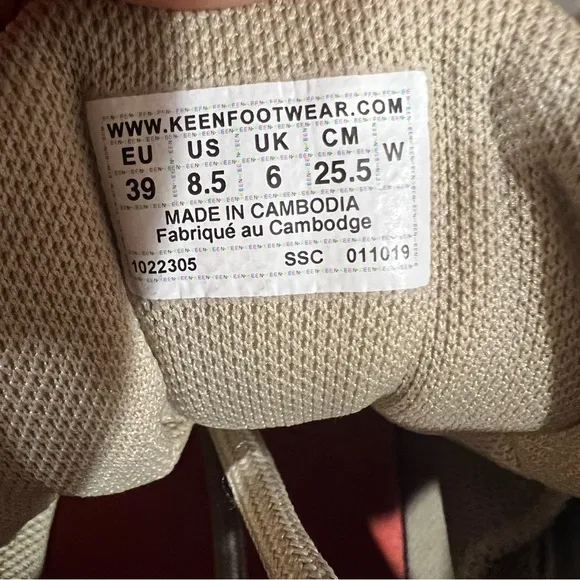 WWW.KEENFOOTWEAR.COM
EU US UK CM W
39 8.5 6 25.5
MADE IN CAMBODIA
Fabriqué au Cambodge
1022305 SSC 011019